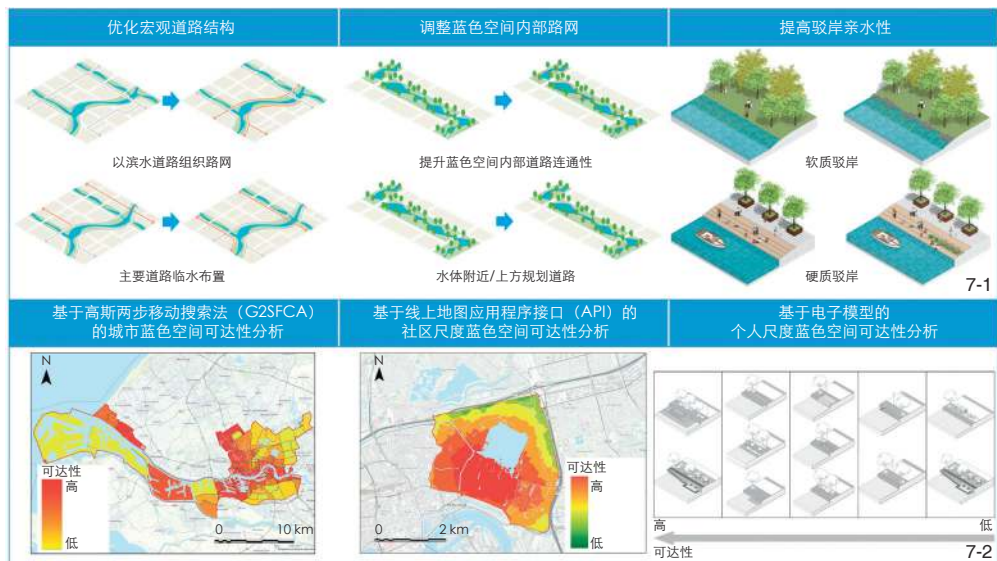 优化宏观道路结构
调整蓝色空间内部路网
提高驳岸亲水性
以滨水道路组织路网
提升蓝色空间内部道路连通性
软质驳岸
主要道路临水布置
水体附近/上方规划道路
硬质驳岸
7-1
基于高斯两步移动搜索法（G2SFCA）
的城市蓝色空间可达性分析
基于线上地图应用程序接口（API）的
社区尺度蓝色空间可达性分析
基于电子模型的
个人尺度蓝色空间可达性分析
N
可达性
高
低
0 10 km
N
可达性
高
低
0 2 km
高
低
可达性
7-2